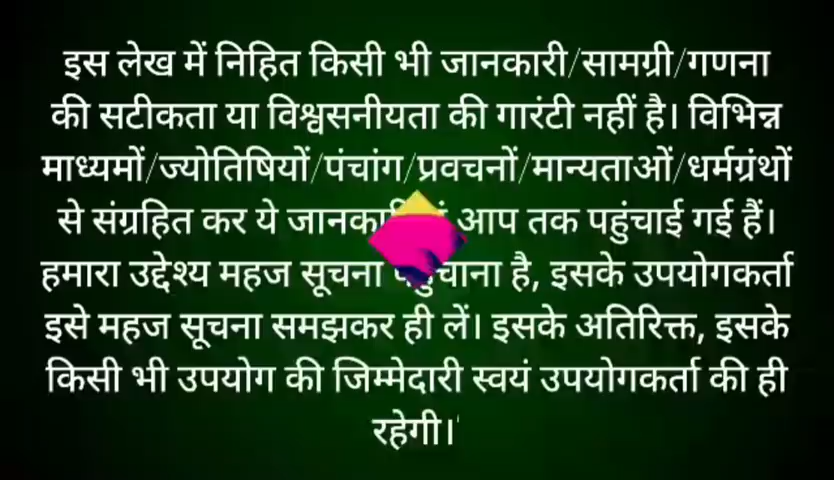 इस लेख में निहित किसी भी जानकारी/सामग्री/गणना
की सटीकता या विश्वसनीयता की गारंटी नहीं है। विभिन्न
माध्यमों/ज्योतिषियों/पंचांग/प्रवचनों/मान्यताओं/धर्मग्रंथों
से संग्रहित कर ये आप तक पहुंचाई गई हैं।
हमारा उद्देश्य महज सूचना है, इसके उपयोगकर्ता
इसे महज सूचना समझकर ही लें। इसके अतिरिक्त, इसके
किसी भी उपयोग की जिम्मेदारी स्वयं उपयोगकर्ता की ही
रहेगी।'